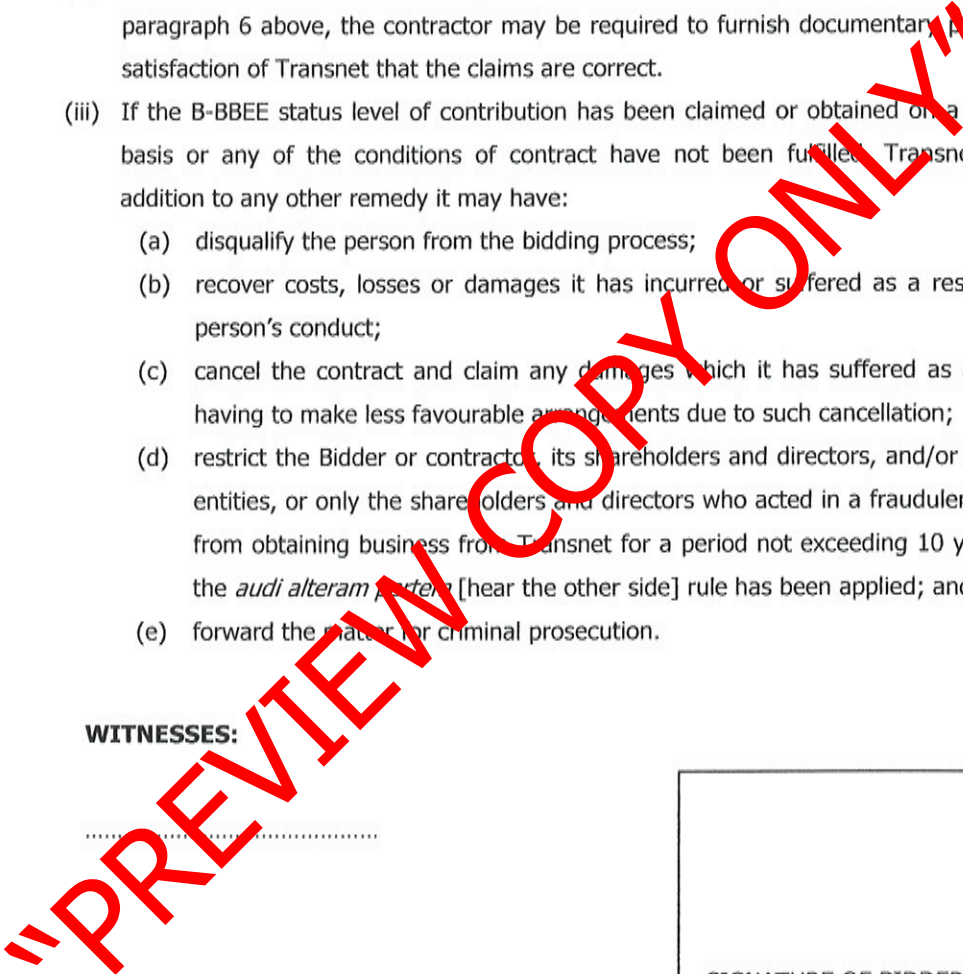 paragraph 6 above, the contractor may be required to furnish documentary
satisfaction of Transnet that the claims are correct.
(iii) If the B-BBEE status level of contribution has been claimed or obtained on a
basis or any of the conditions of contract have not been fulfilled, Transne
addition to any other remedy it may have:
(a) disqualify the person from the bidding process;
(b) recover costs, losses or damages it has incurred or suffered as a res
person's conduct;
(c) cancel the contract and claim any damages which it has suffered as
having to make less favourable arrangements due to such cancellation;
(d) restrict the Bidder or contractor, its shareholders and directors, and/or
entities, or only the shareholders and directors who acted in a fraudulen
from obtaining business from Transnet for a period not exceeding 10 y
the audi alteram partem [hear the other side] rule has been applied; and
(e) forward the matter for criminal prosecution.
WITNESSES:
SIGNATURE OF BIDDER
"PREVIEW COPY ONLY"